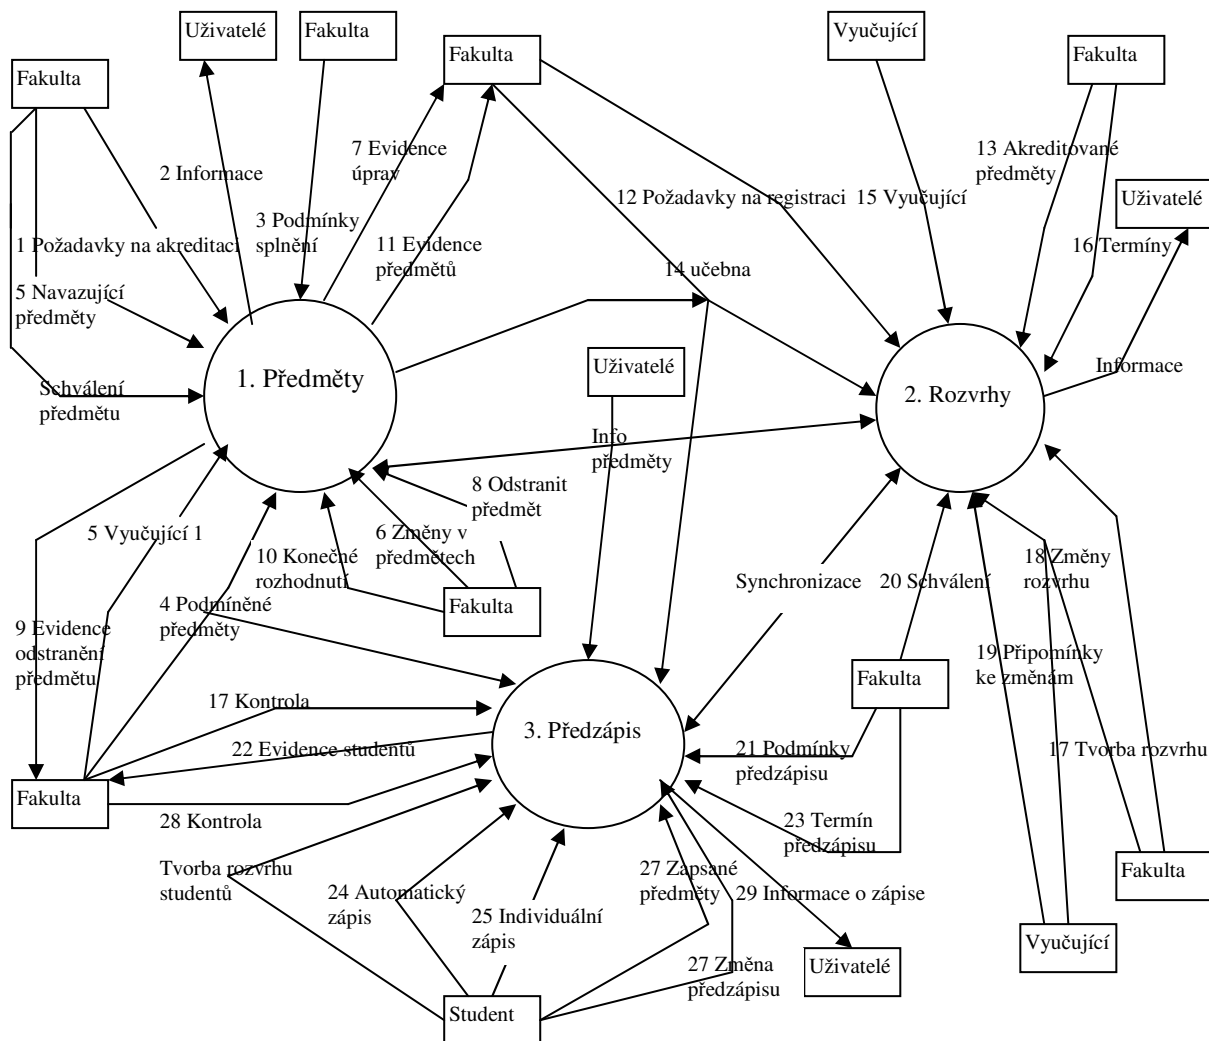 Uživatelé
Fakulta
Vyučující
Fakulta
Fakulta
Fakulta
7 Evidence
úprav
13 Akreditované
předměty
2 Informace
12 Požadavky na registraci
15 Vyučující
Uživatelé
3 Podmínky
splnění
1 Požadavky na akreditaci
11 Evidence
předmětů
16 Termíny
14 učebna
5 Navazující
předměty
Uživatelé
Informace
1. Předměty
2. Rozvrhy
Schválení
předmětu
Info
předměty
8 Odstranit
předmět
5 Vyučující 1
6 Změny v
předmětech
10 Konečné
rozhodnutí
18 Změny
rozvrhu
Synchronizace
20 Schválení
4 Podmíněné
předměty
Fakulta
9 Evidence
odstranění
předmětu
19 Připomínky
ke změnám
Fakulta
17 Kontrola
3. Předzápis
22 Evidence studentů
21 Podmínky
předzápisu
17 Tvorba rozvrhu
Fakulta
28 Kontrola
23 Termín
předzápisu
Tvorba rozvrhu
studentů
27 Zapsané
předměty
Fakulta
24 Automatický
zápis
29 Informace o zápise
25 Individuální
zápis
Vyučující
27 Změna
předzápisu
Uživatelé
Student